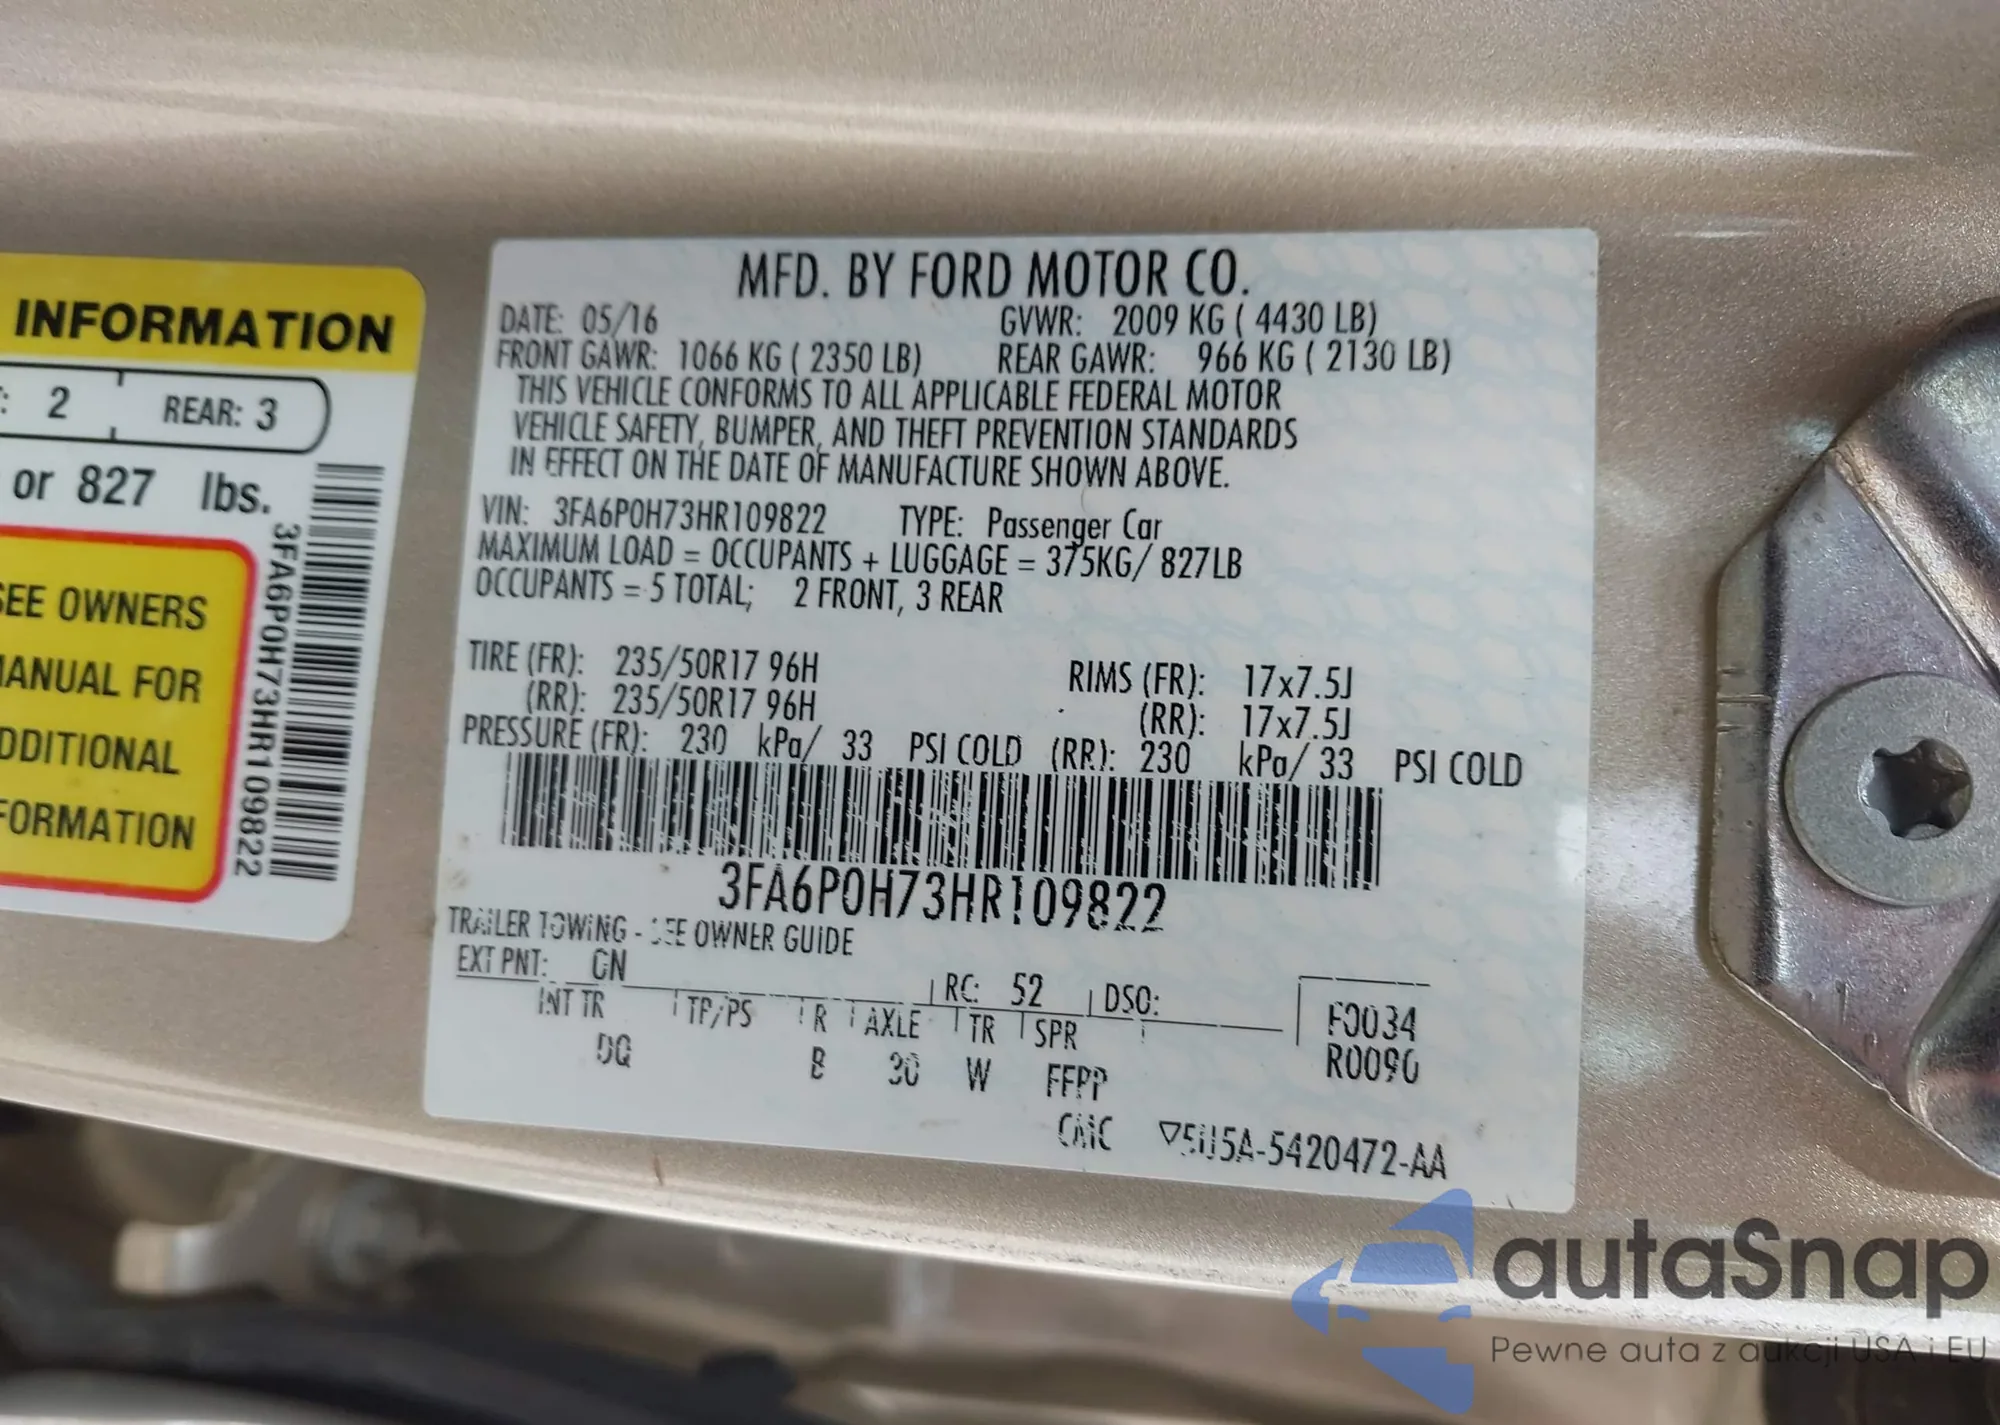 INFORMATION
: 2 REAR: 3
or 827 lbs.
SEE OWNERS
MANUAL FOR
ADDITIONAL
FORMATION
3FA6P0H73HR109822
MFD. BY FORD MOTOR CO.
DATE: 05/16 GVWR: 2009 KG ( 4430 LB)
FRONT GAWR: 1066 KG ( 2350 LB) REAR GAWR: 966 KG ( 2130 LB)
THIS VEHICLE CONFORMS TO ALL APPLICABLE FEDERAL MOTOR
VEHICLE SAFETY, BUMPER, AND THEFT PREVENTION STANDARDS
IN EFFECT ON THE DATE OF MANUFACTURE SHOWN ABOVE.
VIN: 3FA6P0H73HR109822 TYPE: Passenger Car
MAXIMUM LOAD = OCCUPANTS + LUGGAGE = 375KG/ 827LB
OCCUPANTS = 5 TOTAL; 2 FRONT, 3 REAR
TIRE (FR): 235/50R17 96H RIMS (FR): 17x7.5J
(RR): 235/50R17 96H (RR): 17x7.5J
PRESSURE (FR): 230 kPa/ 33 PSI COLD (RR): 230 kPa/ 33 PSI COLD
3FA6P0H73HR109822
TRAILER TOWING - SEE OWNER GUIDE
EXT PNT: CN RC: 52 DSO:
INT TR TP/PS R AXLE TR SPR F0034
DQ B 30 W FFPP R0090
CMC ▽5U5A-5420472-AA
autaSnap
Pewne auta z aukcji USA i EU